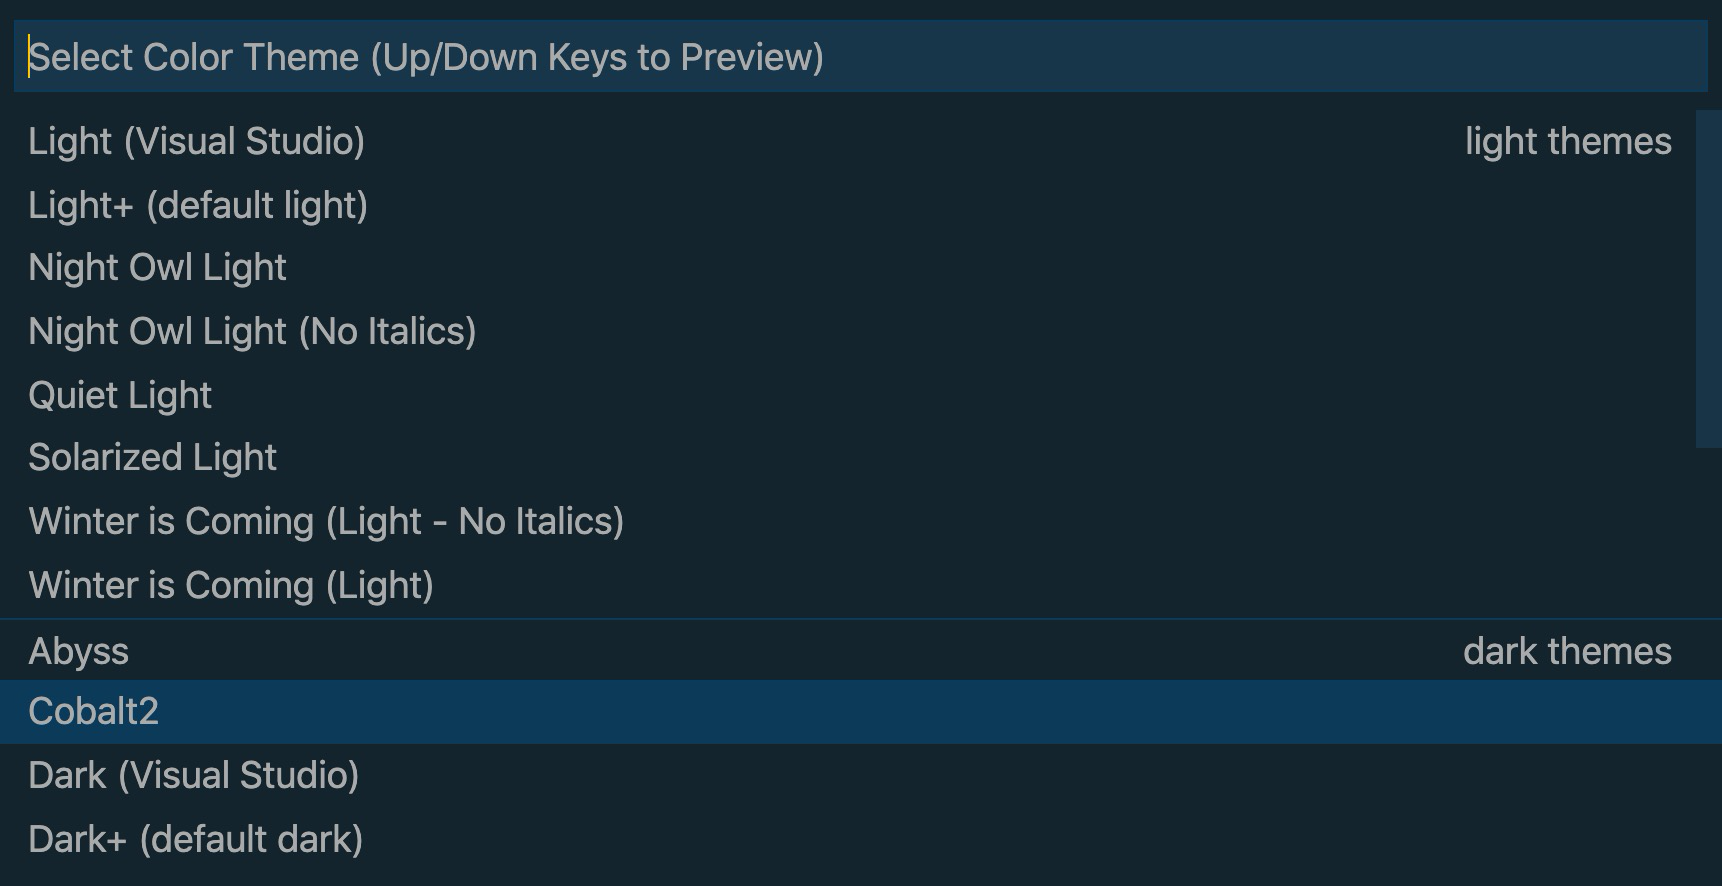 Select Color Theme (Up/Down Keys to Preview)
Light (Visual Studio) light themes
Light+ (default light)
Night Owl Light
Night Owl Light (No Italics)
Quiet Light
Solarized Light
Winter is Coming (Light - No Italics)
Winter is Coming (Light)
Abyss dark themes
Cobalt2
Dark (Visual Studio)
Dark+ (default dark)